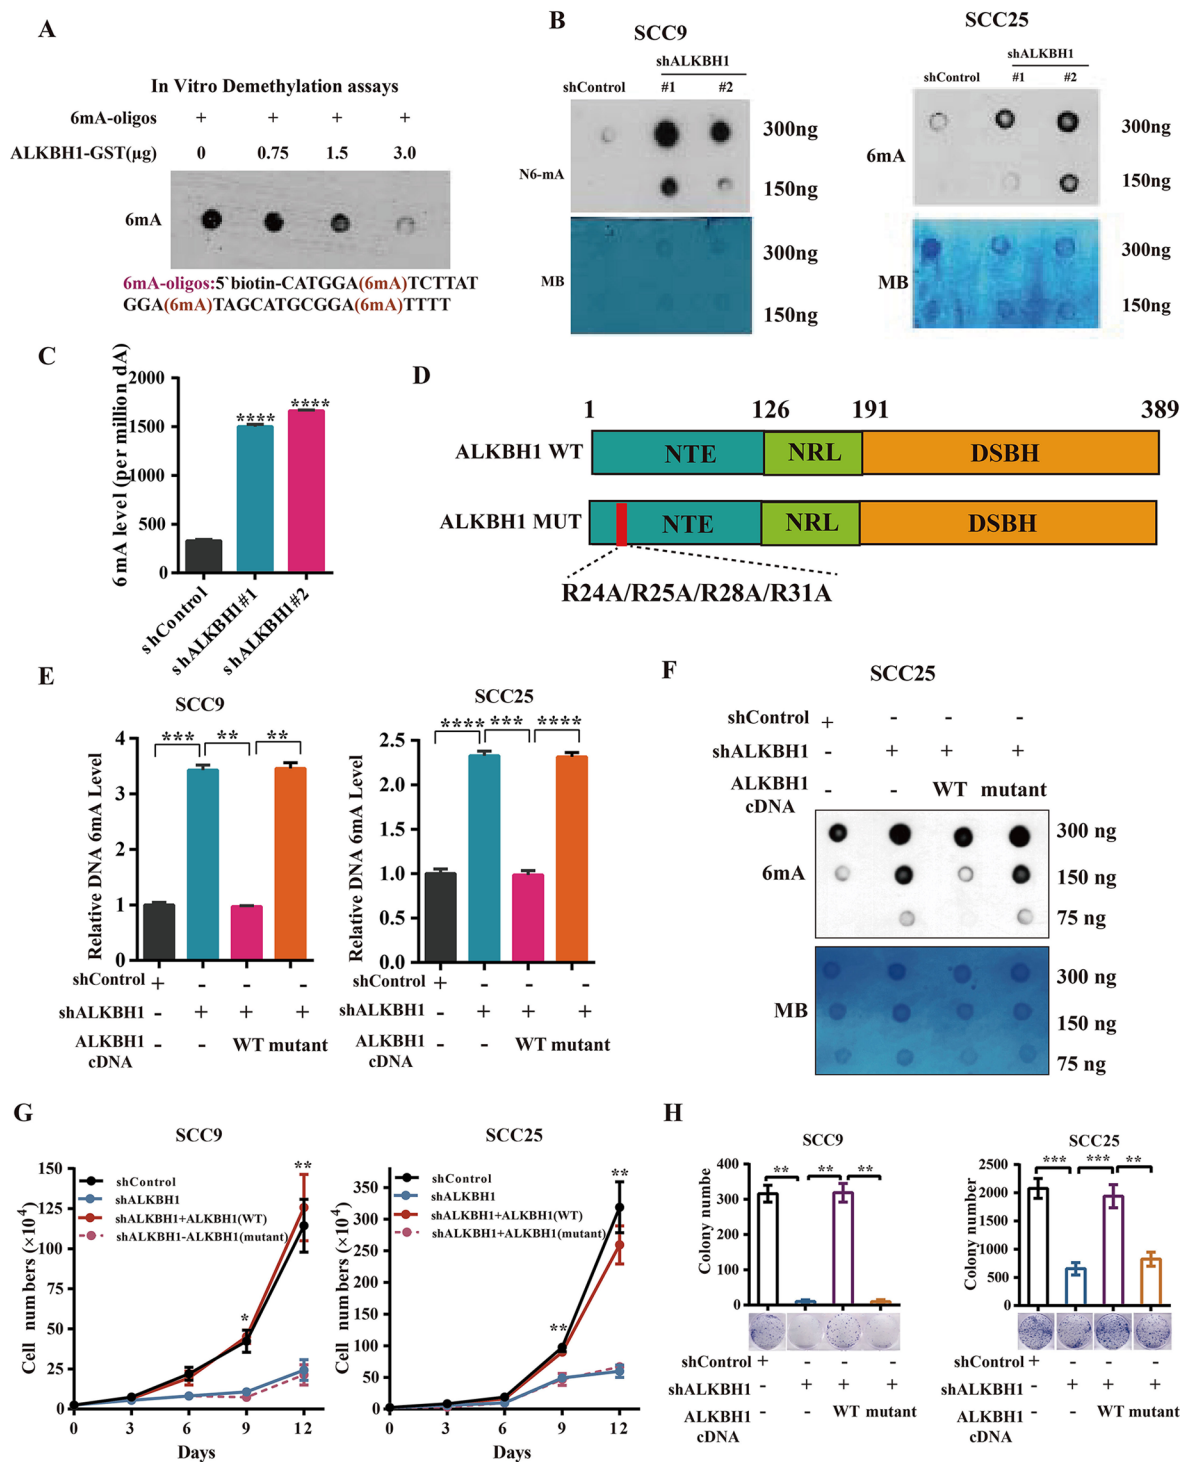 A
In Vitro Demethylation assays
6mA-oligos + + + +
ALKBH1-GST(μg) 0 0.75 1.5 3.0
6mA
6mA-oligos:5`biotin-CATGGA(6mA)TCTTAT
GGA(6mA)TAGCATGCGGA(6mA)TTTT
B
SCC9
shALKBH1
shControl #1 #2
N6-mA
300ng
150ng
MB
300ng
150ng
SCC25
shALKBH1
shControl #1 #2
6mA
300ng
150ng
MB
300ng
150ng
C
6mA level (per million dA)
2000
1500
1000
500
0
**** ****
shControl
shALKBH1#1
shALKBH1#2
D
1 126 191 389
ALKBH1 WT NTE NRL DSBH
ALKBH1 MUT NTE NRL DSBH
R24A/R25A/R28A/R31A
E
SCC9
*** ** **
Relative DNA 6mA Level
4
3
2
1
0
shControl + - - -
shALKBH1 - + + +
ALKBH1 cDNA - - WT mutant
SCC25
**** *** ****
Relative DNA 6mA Level
2.5
2.0
1.5
1.0
0.5
0.0
shControl + - - -
shALKBH1 - + + +
ALKBH1 cDNA - - WT mutant
F
SCC25
shControl + - - -
shALKBH1 - + + +
ALKBH1 cDNA - - WT mutant
6mA
300 ng
150 ng
75 ng
MB
300 ng
150 ng
75 ng
G
SCC9
Cell numbers (×10⁴)
150
125
100
75
50
25
0
shControl
shALKBH1
shALKBH1+ALKBH1(WT)
shALKBH1-ALKBH1(mutant)
* **
0 3 6 9 12
Days
SCC25
Cell numbers (×10⁴)
350
300
250
200
150
100
50
0
shControl
shALKBH1
shALKBH1+ALKBH1(WT)
shALKBH1+ALKBH1(mutant)
** **
0 3 6 9 12
Days
H
SCC9
** ** **
Colony numbe
400
300
200
100
0
shControl + - - -
shALKBH1 - + + +
ALKBH1 cDNA - - WT mutant
SCC25
*** *** **
Colony number
2500
2000
1500
1000
500
0
shControl + - - -
shALKBH1 - + + +
ALKBH1 cDNA - - WT mutant